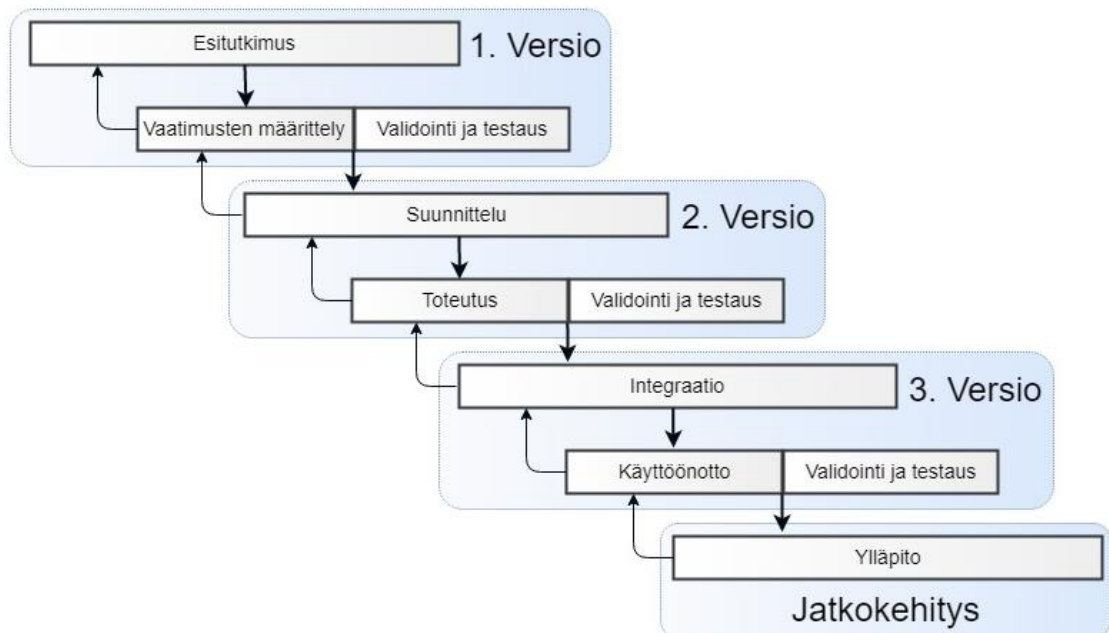 Esitutkimus
1. Versio
Vaatimusten määrittely
Validointi ja testaus
Suunnittelu
2. Versio
Toteutus
Validointi ja testaus
Integraatio
3. Versio
Käyttöönotto
Validointi ja testaus
Ylläpito
Jatkokehitys